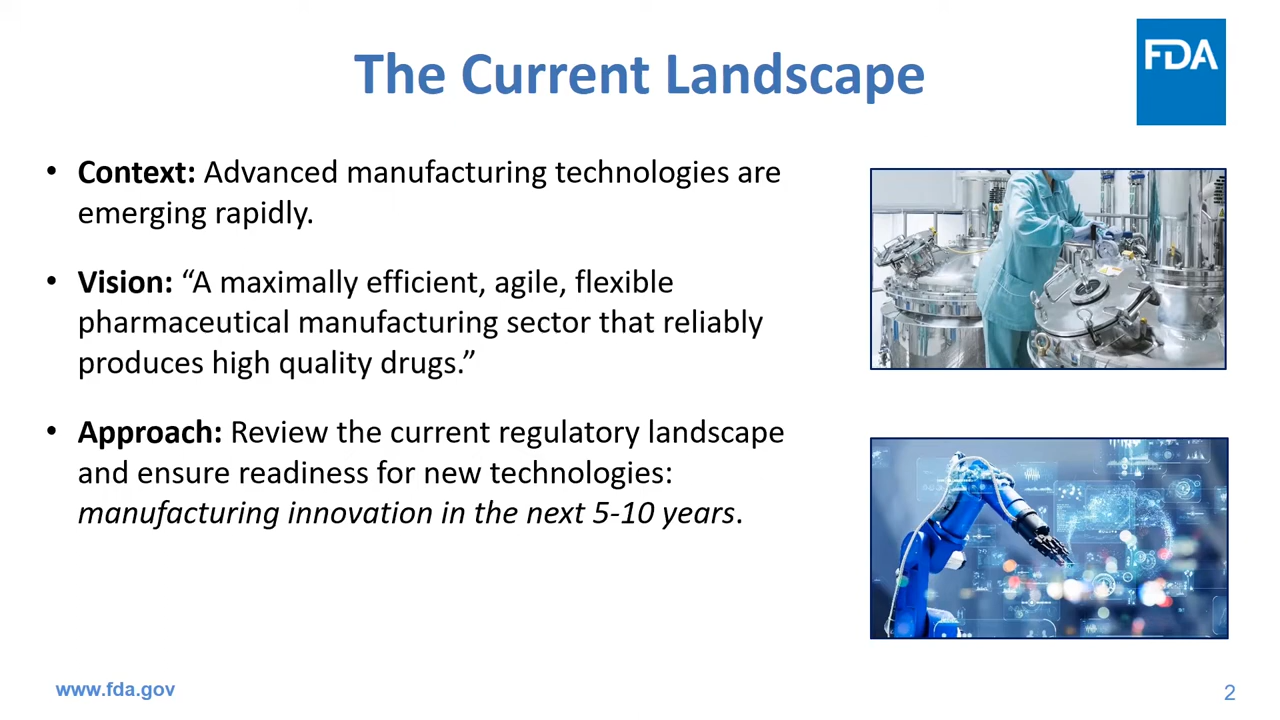 The Current Landscape
FDA
• Context: Advanced manufacturing technologies are
emerging rapidly.
• Vision: “A maximally efficient, agile, flexible
pharmaceutical manufacturing sector that reliably
produces high quality drugs.”
• Approach: Review the current regulatory landscape
and ensure readiness for new technologies:
manufacturing innovation in the next 5-10 years.
www.fda.gov
2